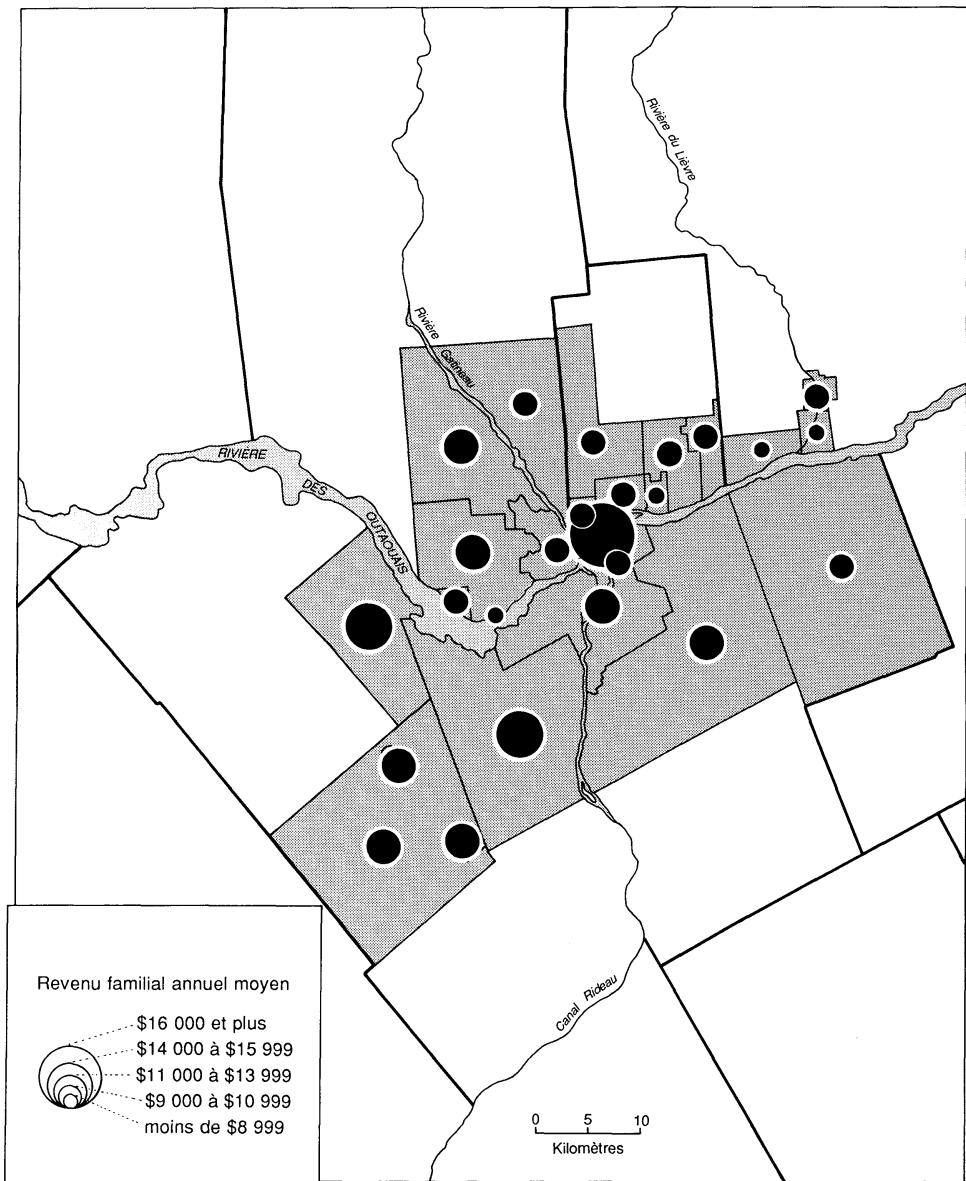 Rivière du Lièvre
Rivière Gatineau
RIVIÈRE
DES
OUTAOUAIS
Canal Rideau
Revenu familial annuel moyen
$16 000 et plus
$14 000 à $15 999
$11 000 à $13 999
$9 000 à $10 999
moins de $8 999
0 5 10
Kilomètres